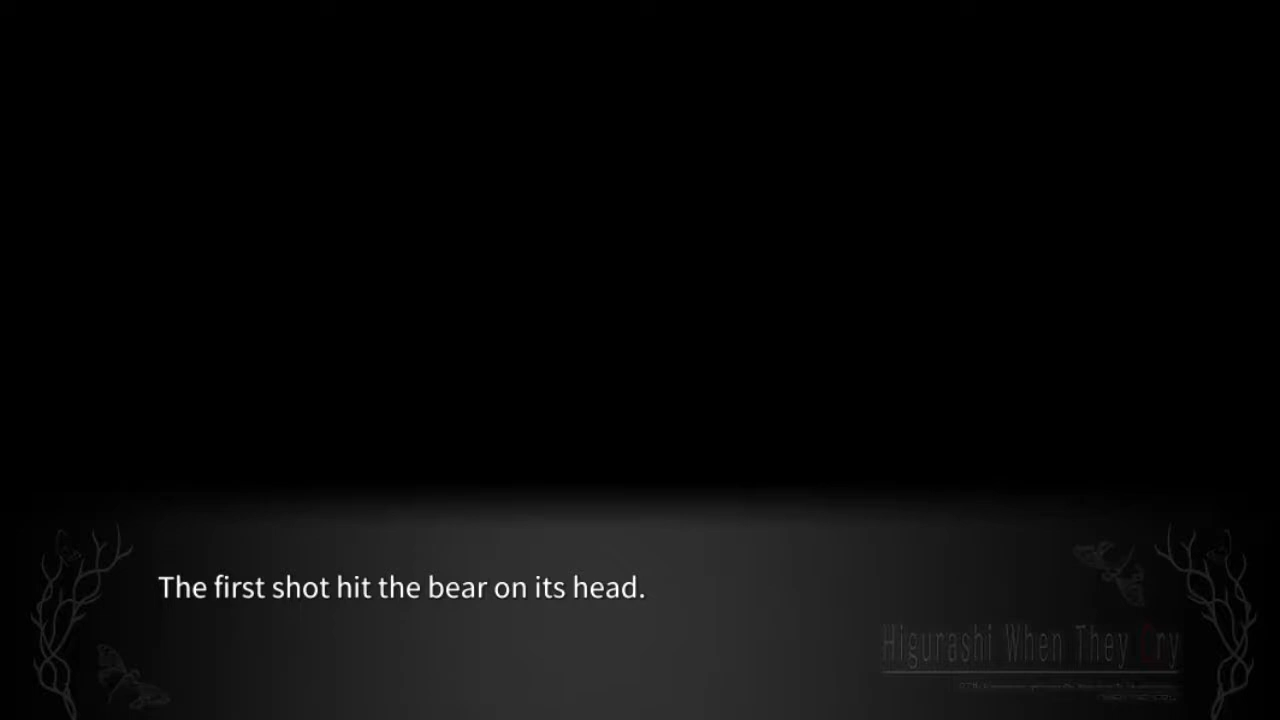 The first shot hit the bear on its head.
Higurashi When They Cry